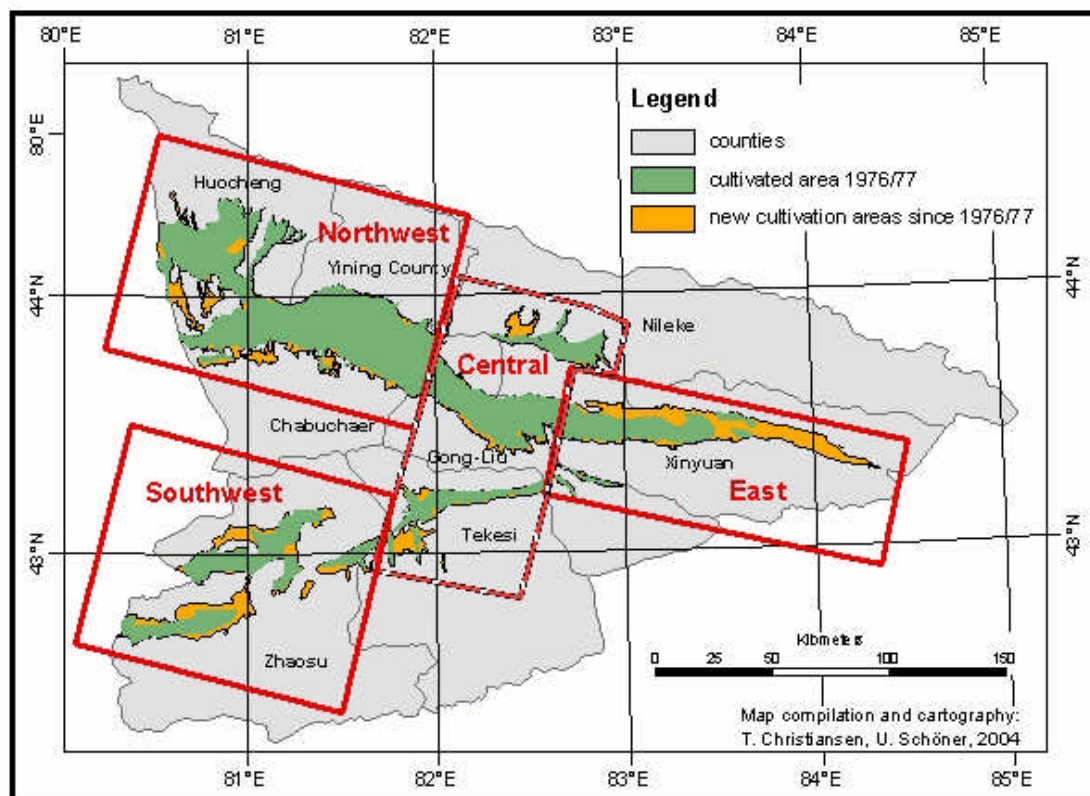 80°E 81°E 82°E 83°E 84°E 85°E
80°E
Legend
counties
cultivated area 1976/77
new cultivation areas since 1976/77
Huocheng
Northwest
Yining County
44°N
44°N
Nileke
Central
Chabuchaer
Gong-Liu
Xinyuan
Southwest
East
Tekesi
43°N
43°N
Zhaosu
Kilometers
0 25 50 100 150
Map compilation and cartography:
T. Christiansen, U. Schöner, 2004
81°E 82°E 83°E 84°E 85°E